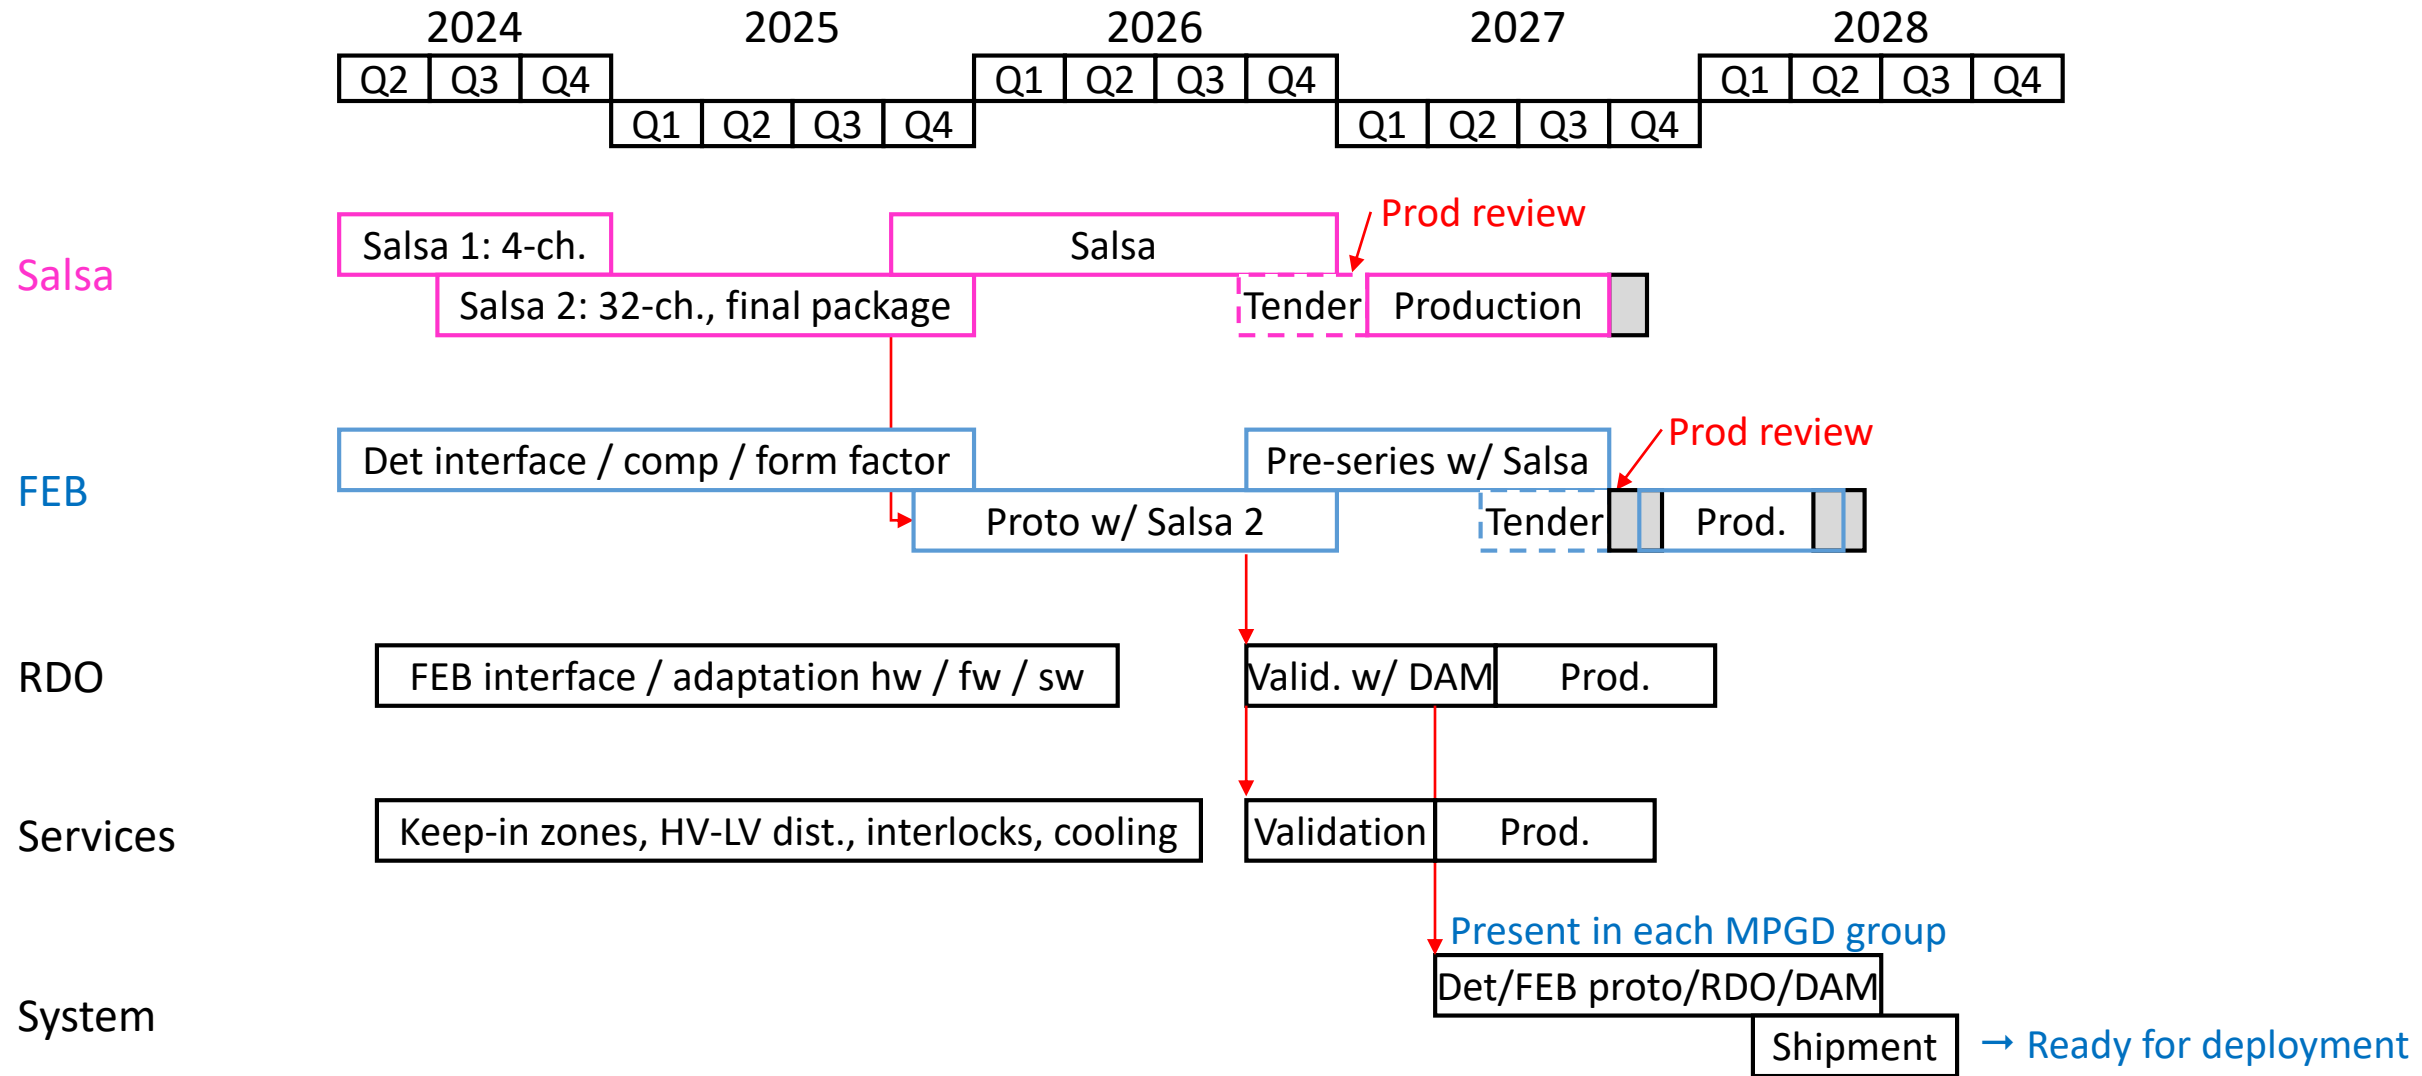 2024 2025 2026 2027 2028
Q2 Q3 Q4 Q1 Q2 Q3 Q4 Q1 Q2 Q3 Q4
Q1 Q2 Q3 Q4 Q1 Q2 Q3 Q4
Prod review
Salsa 1: 4-ch. Salsa
Salsa
Salsa 2: 32-ch., final package Tender Production
Prod review
Det interface / comp / form factor Pre-series w/ Salsa
FEB
Proto w/ Salsa 2 Tender Prod.
RDO FEB interface / adaptation hw / fw / sw Valid. w/ DAM Prod.
Services Keep-in zones, HV-LV dist., interlocks, cooling Validation Prod.
Present in each MPGD group
Det/FEB proto/RDO/DAM
System
Shipment → Ready for deployment